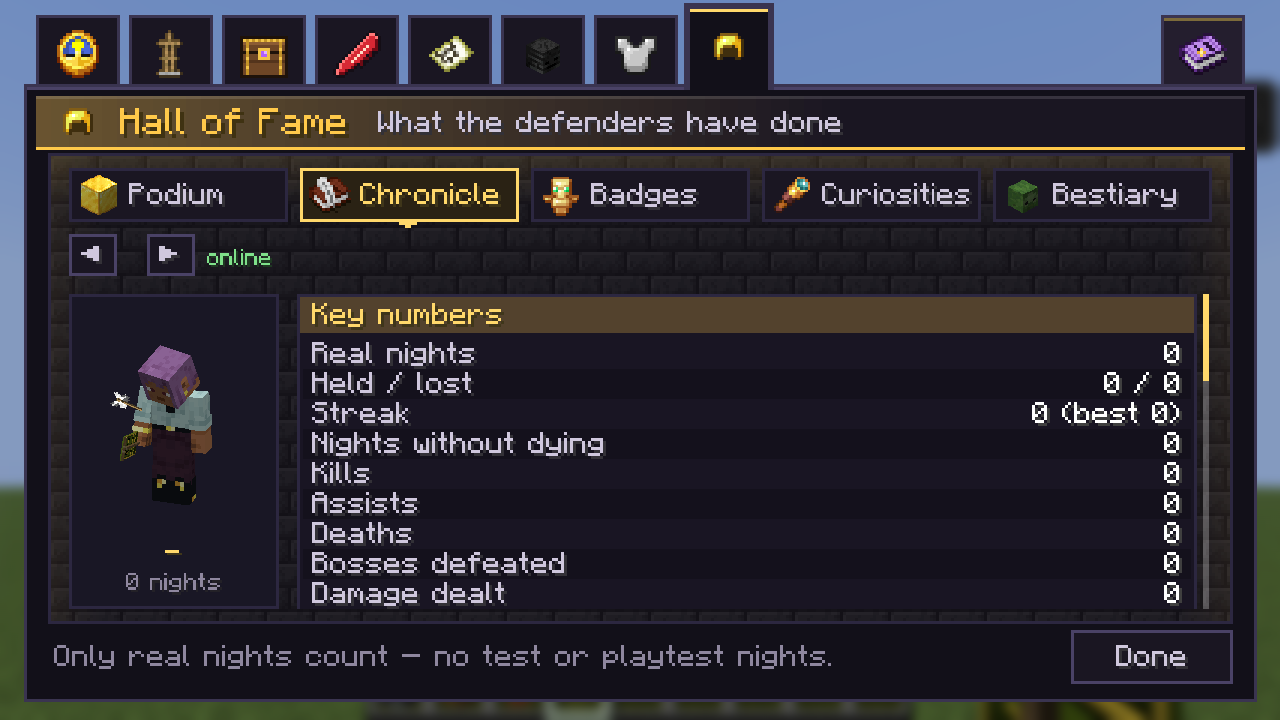 Hall of Fame What the defenders have done
Podium Chronicle Badges Curiosities Bestiary
online
Key numbers
Real nights 0
Held / lost 0 / 0
Streak 0 (best 0)
Nights without dying 0
Kills 0
Assists 0
Deaths 0
Bosses defeated 0
Damage dealt 0
–
0 nights
Only real nights count – no test or playtest nights.
Done